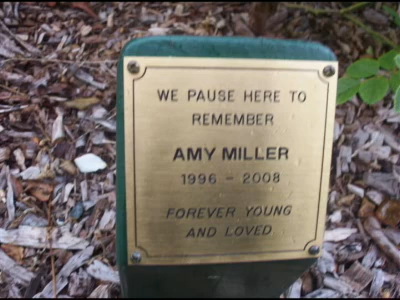 WE PAUSE HERE TO
REMEMBER
AMY MILLER
1996 - 2008
FOREVER YOUNG
AND LOVED